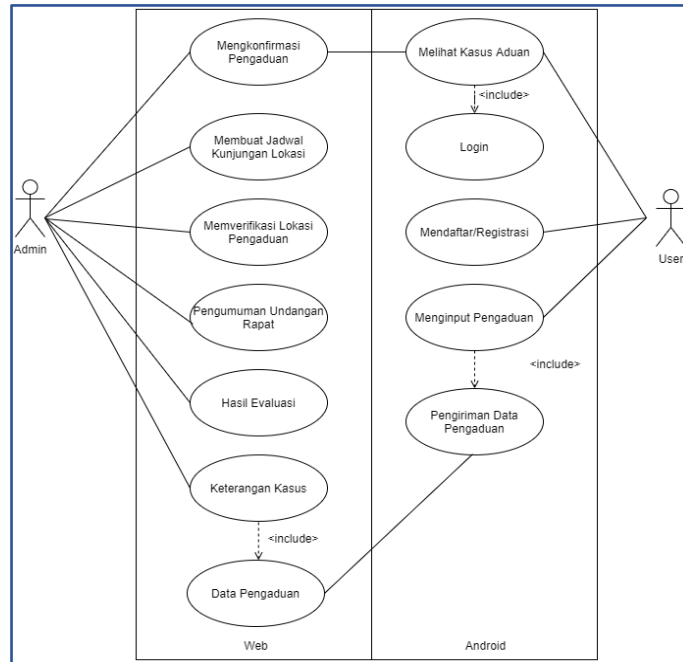 Mengkonfirmasi
Pengaduan
Melihat Kasus Aduan
<include>
Membuat Jadwal
Kunjungan Lokasi
Login
Admin
Memverifikasi Lokasi
Pengaduan
Mendaftar/Registrasi
User
Pengumuman Undangan
Rapat
Menginput Pengaduan
<include>
Hasil Evaluasi
Pengiriman Data
Pengaduan
Keterangan Kasus
<include>
Data Pengaduan
Web
Android